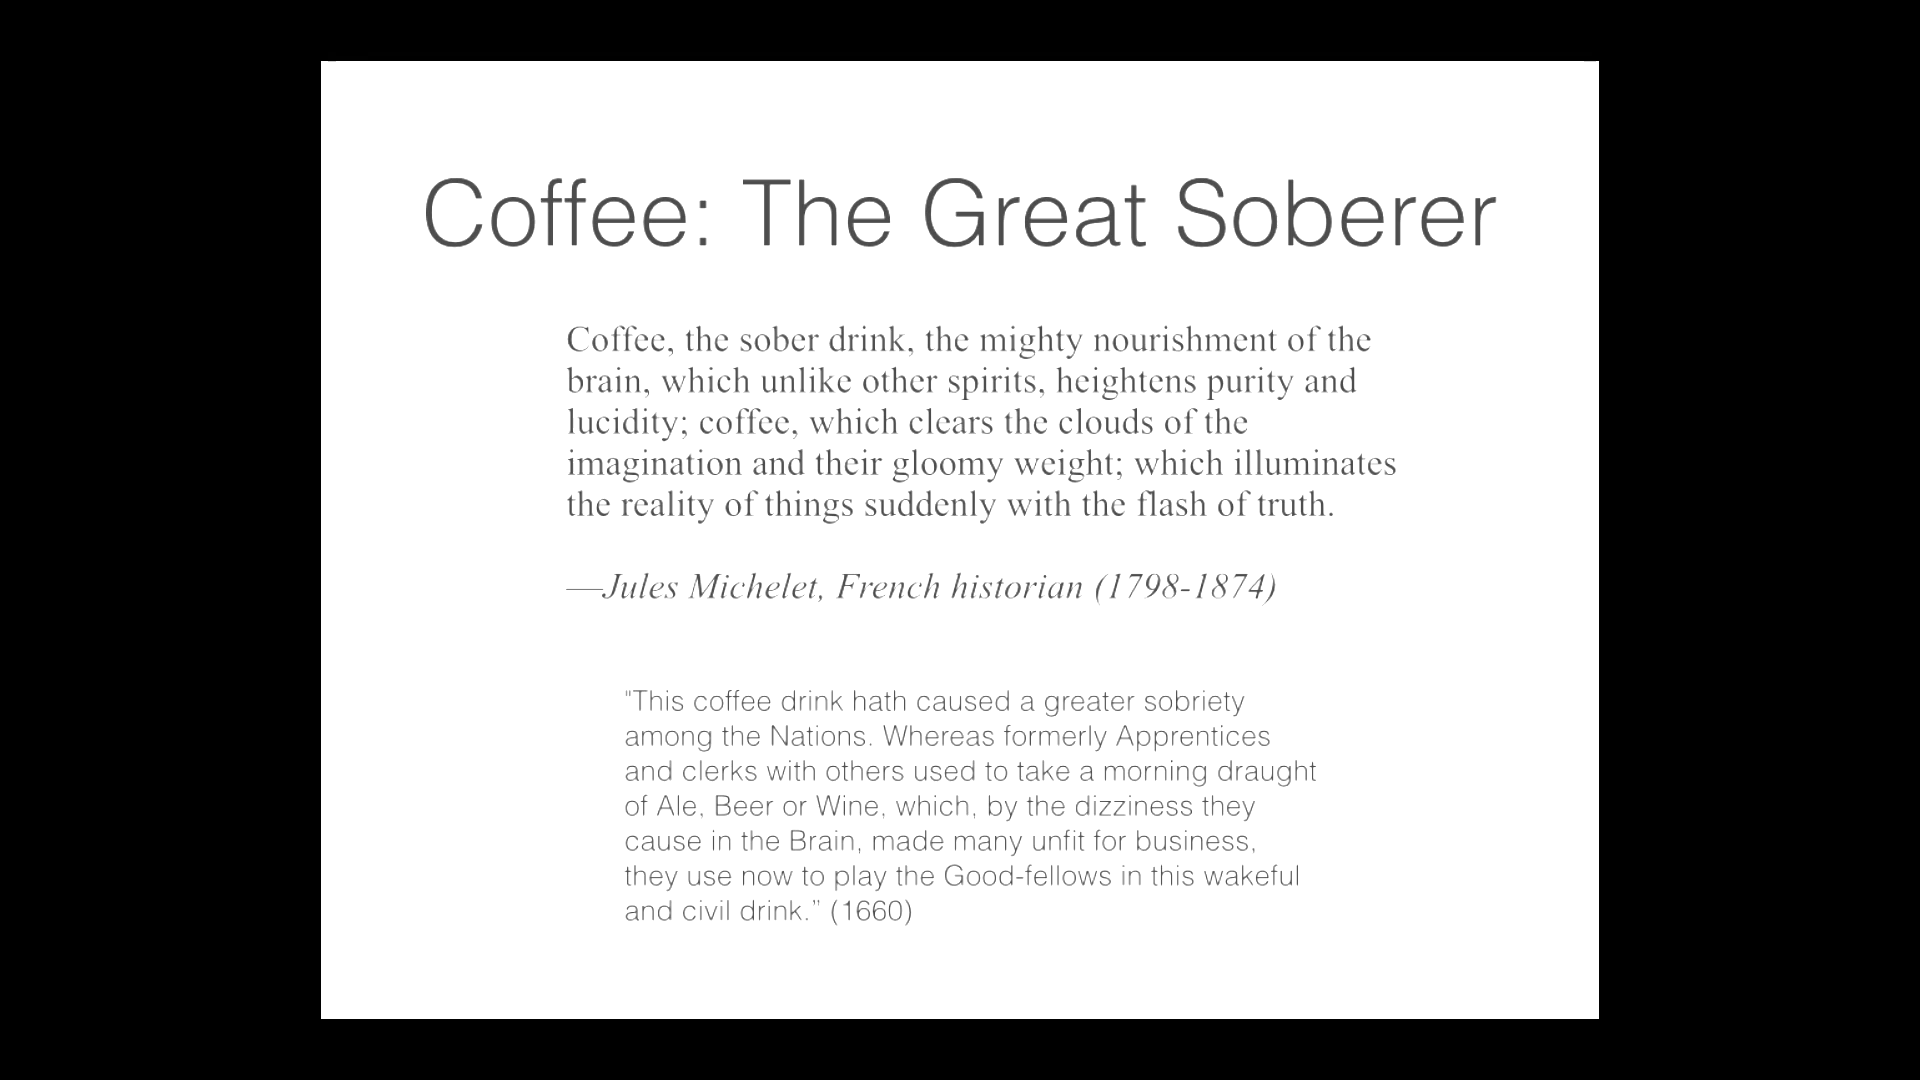 Coffee: The Great Soberer
Coffee, the sober drink, the mighty nourishment of the
brain, which unlike other spirits, heightens purity and
lucidity; coffee, which clears the clouds of the
imagination and their gloomy weight; which illuminates
the reality of things suddenly with the flash of truth.
—Jules Michelet, French historian (1798-1874)
"This coffee drink hath caused a greater sobriety
among the Nations. Whereas formerly Apprentices
and clerks with others used to take a morning draught
of Ale, Beer or Wine, which, by the dizziness they
cause in the Brain, made many unfit for business,
they use now to play the Good-fellows in this wakeful
and civil drink.” (1660)